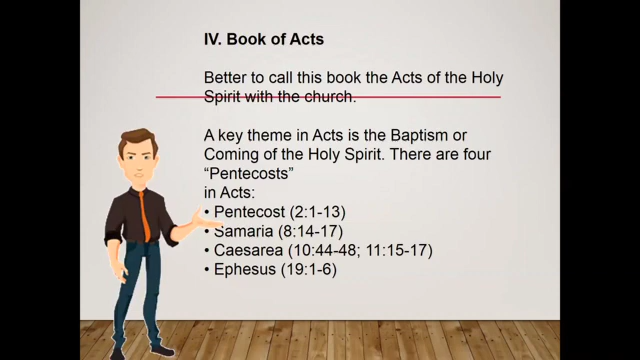 IV. Book of Acts
Better to call this book the Acts of the Holy
Spirit with the church.
A key theme in Acts is the Baptism or
Coming of the Holy Spirit. There are four
“Pentecosts”
in Acts:
• Pentecost (2:1-13)
• Samaria (8:14-17)
• Caesarea (10:44-48; 11:15-17)
• Ephesus (19:1-6)